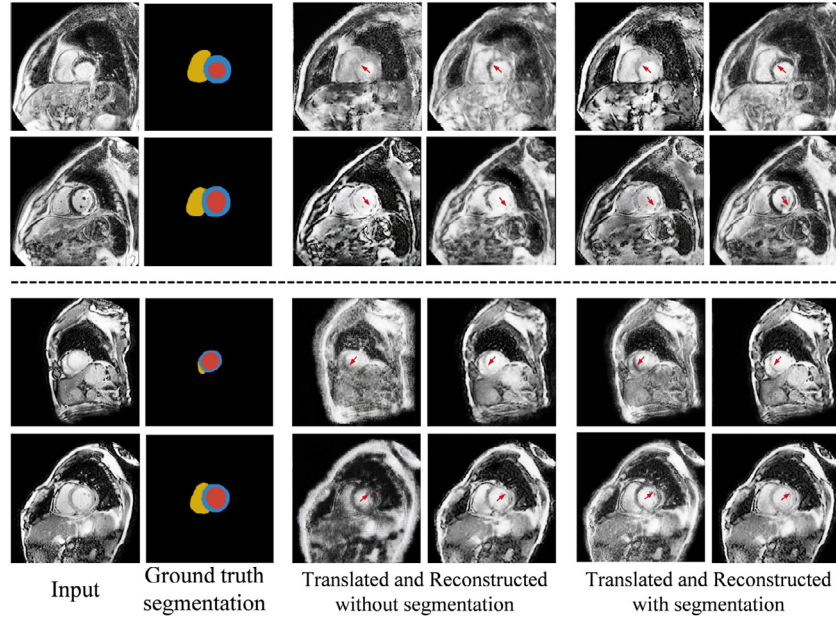 Input
Ground truth
segmentation
Translated and Reconstructed
without segmentation
Translated and Reconstructed
with segmentation